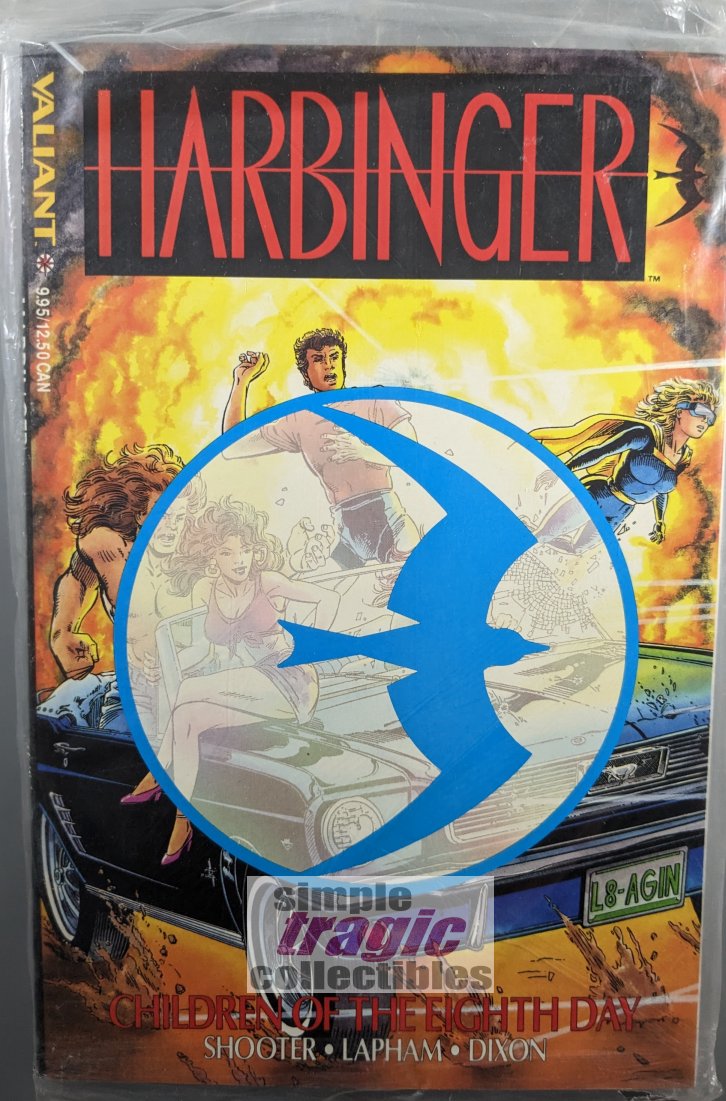 VALIANT
9.95/12.50 CAN
HARBINGER
TM
L8-AGIN
simple
tragic
collectibles
CHILDREN OF THE EIGHTH DAY
SHOOTER • LAPHAM • DIXON